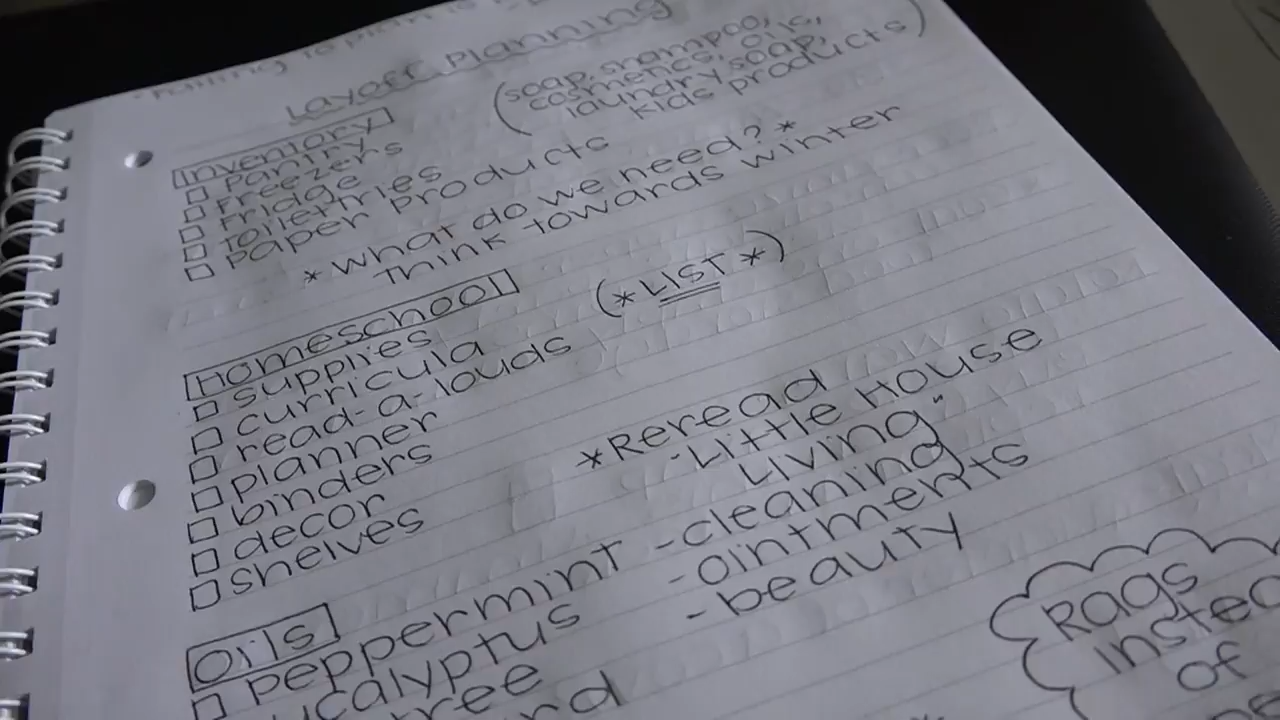 Layoff Planning
(soap, shampoo,
cosmetics, oils,
laundry soap,
kids products)
Inventory
pantry
freezers
fridge
toiletries
paper products
*what do we need?*
Think towards winter
Homeschool
(*LIST*)
supplies
curricula
read-a-louds
planner
binders
decor
shelves
*Reread
"Little House
Living"
-cleaning
-ointments
-beauty
Oils
peppermint
Rags
of